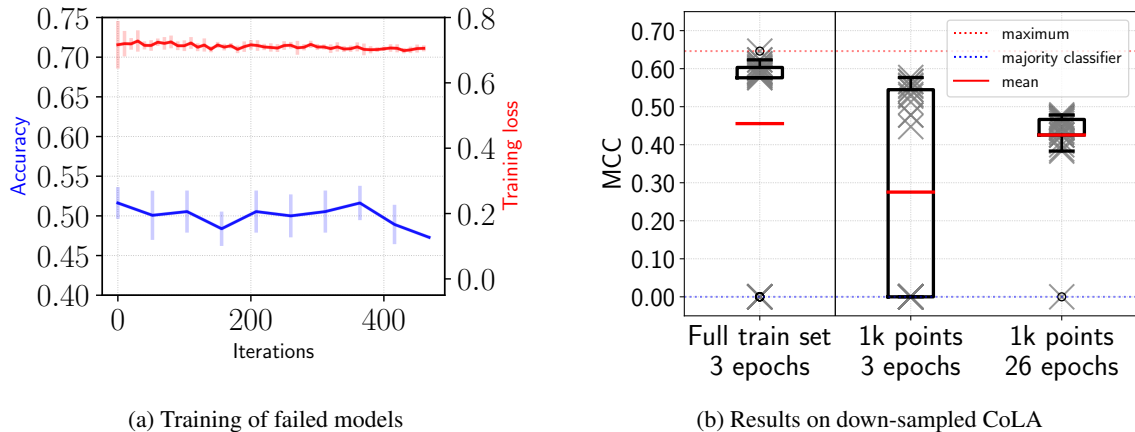 0.75
0.70
0.65
0.60
0.55
0.50
0.45
0.40
Accuracy
0.8
0.6
0.4
0.2
0.0
Training loss
0
200
400
Iterations
(a) Training of failed models
0.70
0.60
0.50
0.40
0.30
0.20
0.10
0.00
MCC
maximum
majority classifier
mean
Full train set
3 epochs
1k points
3 epochs
1k points
26 epochs
(b) Results on down-sampled CoLA